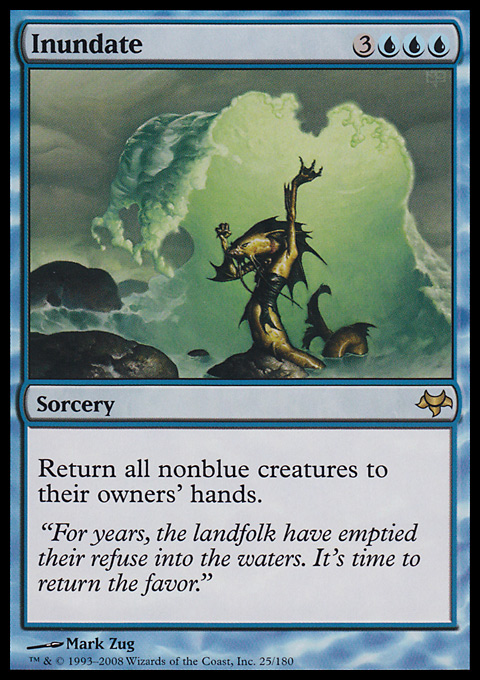 Inundate
3
Sorcery
Return all nonblue creatures to
their owners' hands.
"For years, the landfolk have emptied
their refuse into the waters. It's time to
return the favor."
Mark Zug
™ & © 1993–2008 Wizards of the Coast, Inc. 25/180